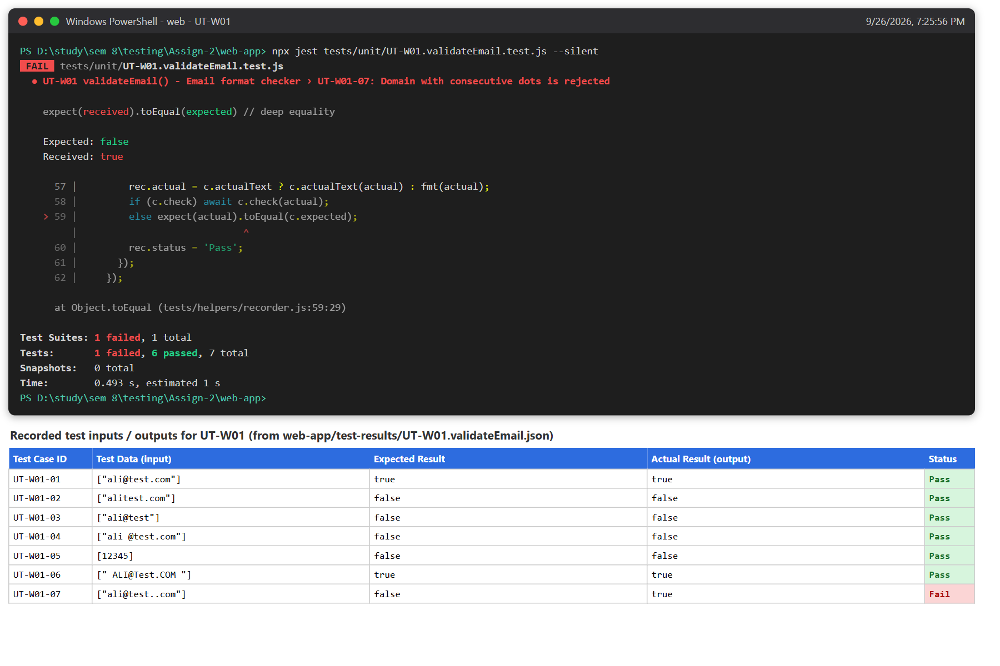 Windows PowerShell - web - UT-W01 9/26/2026, 7:25:56 PM
PS D:\study\sem 8\testing\Assign-2\web-app> npx jest tests/unit/UT-W01.validateEmail.test.js --silent
FAIL tests/unit/UT-W01.validateEmail.test.js
● UT-W01 validateEmail() - Email format checker › UT-W01-07: Domain with consecutive dots is rejected
expect(received).toEqual(expected) // deep equality
Expected: false
Received: true
57 | rec.actual = c.actualText ? c.actualText(actual) : fmt(actual);
58 | if (c.check) await c.check(actual);
> 59 | else expect(actual).toEqual(c.expected);
| ^
60 | rec.status = 'Pass';
61 | });
62 | });
at Object.toEqual (tests/helpers/recorder.js:59:29)
Test Suites: 1 failed, 1 total
Tests: 1 failed, 6 passed, 7 total
Snapshots: 0 total
Time: 0.493 s, estimated 1 s
PS D:\study\sem 8\testing\Assign-2\web-app>
Recorded test inputs / outputs for UT-W01 (from web-app/test-results/UT-W01.validateEmail.json)
Test Case ID Test Data (input) Expected Result Actual Result (output) Status
UT-W01-01 ["ali@test.com"] true true Pass
UT-W01-02 ["alitest.com"] false false Pass
UT-W01-03 ["ali@test"] false false Pass
UT-W01-04 ["ali @test.com"] false false Pass
UT-W01-05 [12345] false false Pass
UT-W01-06 [" ALI@Test.COM "] true true Pass
UT-W01-07 ["ali@test..com"] false true Fail